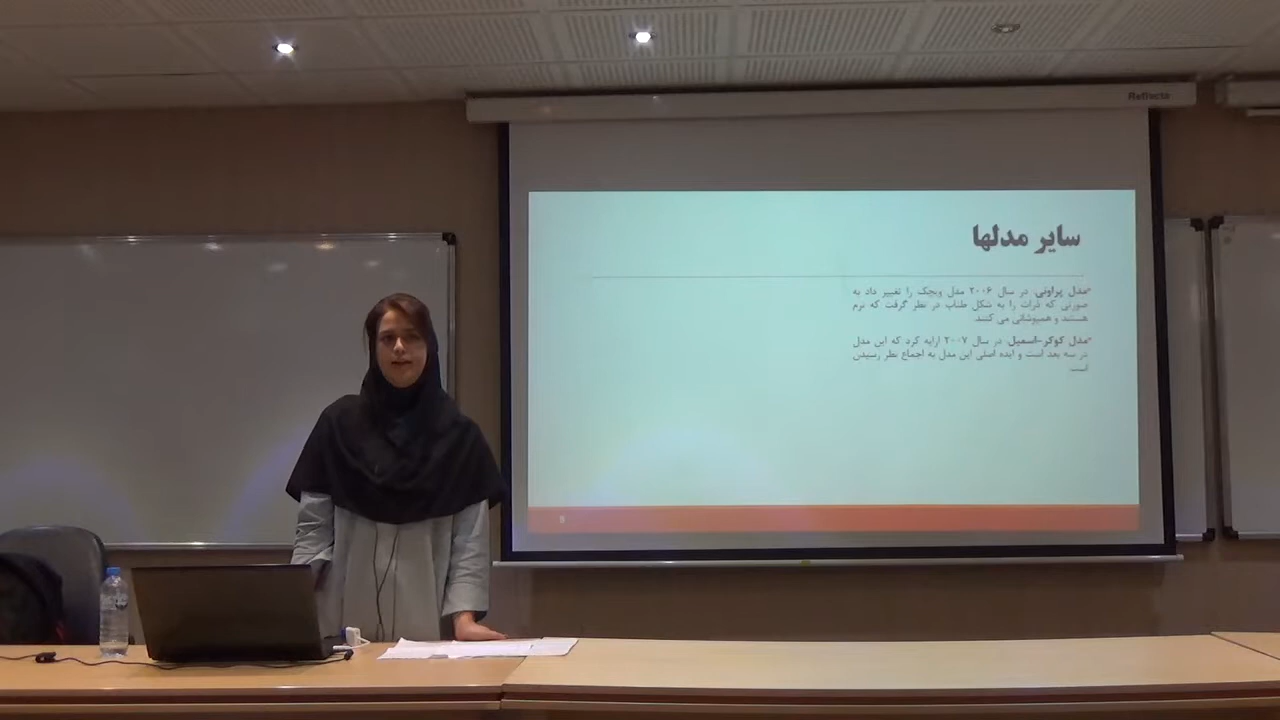 Reflecta
سایر مدلها
*مدل پراونی در سال ۲۰۰۶ مدل ویچک را تغییر داد به
صورتی که ذرات را به شکل طناب در نظر گرفت که نرم
هستند و همپوشانی می کنند.
*مدل کوکر-اسمیل در سال ۲۰۰۷ ارایه کرد که این مدل
در سه بعد است و ایده اصلی این مدل به اجماع نظر رسیدن
است